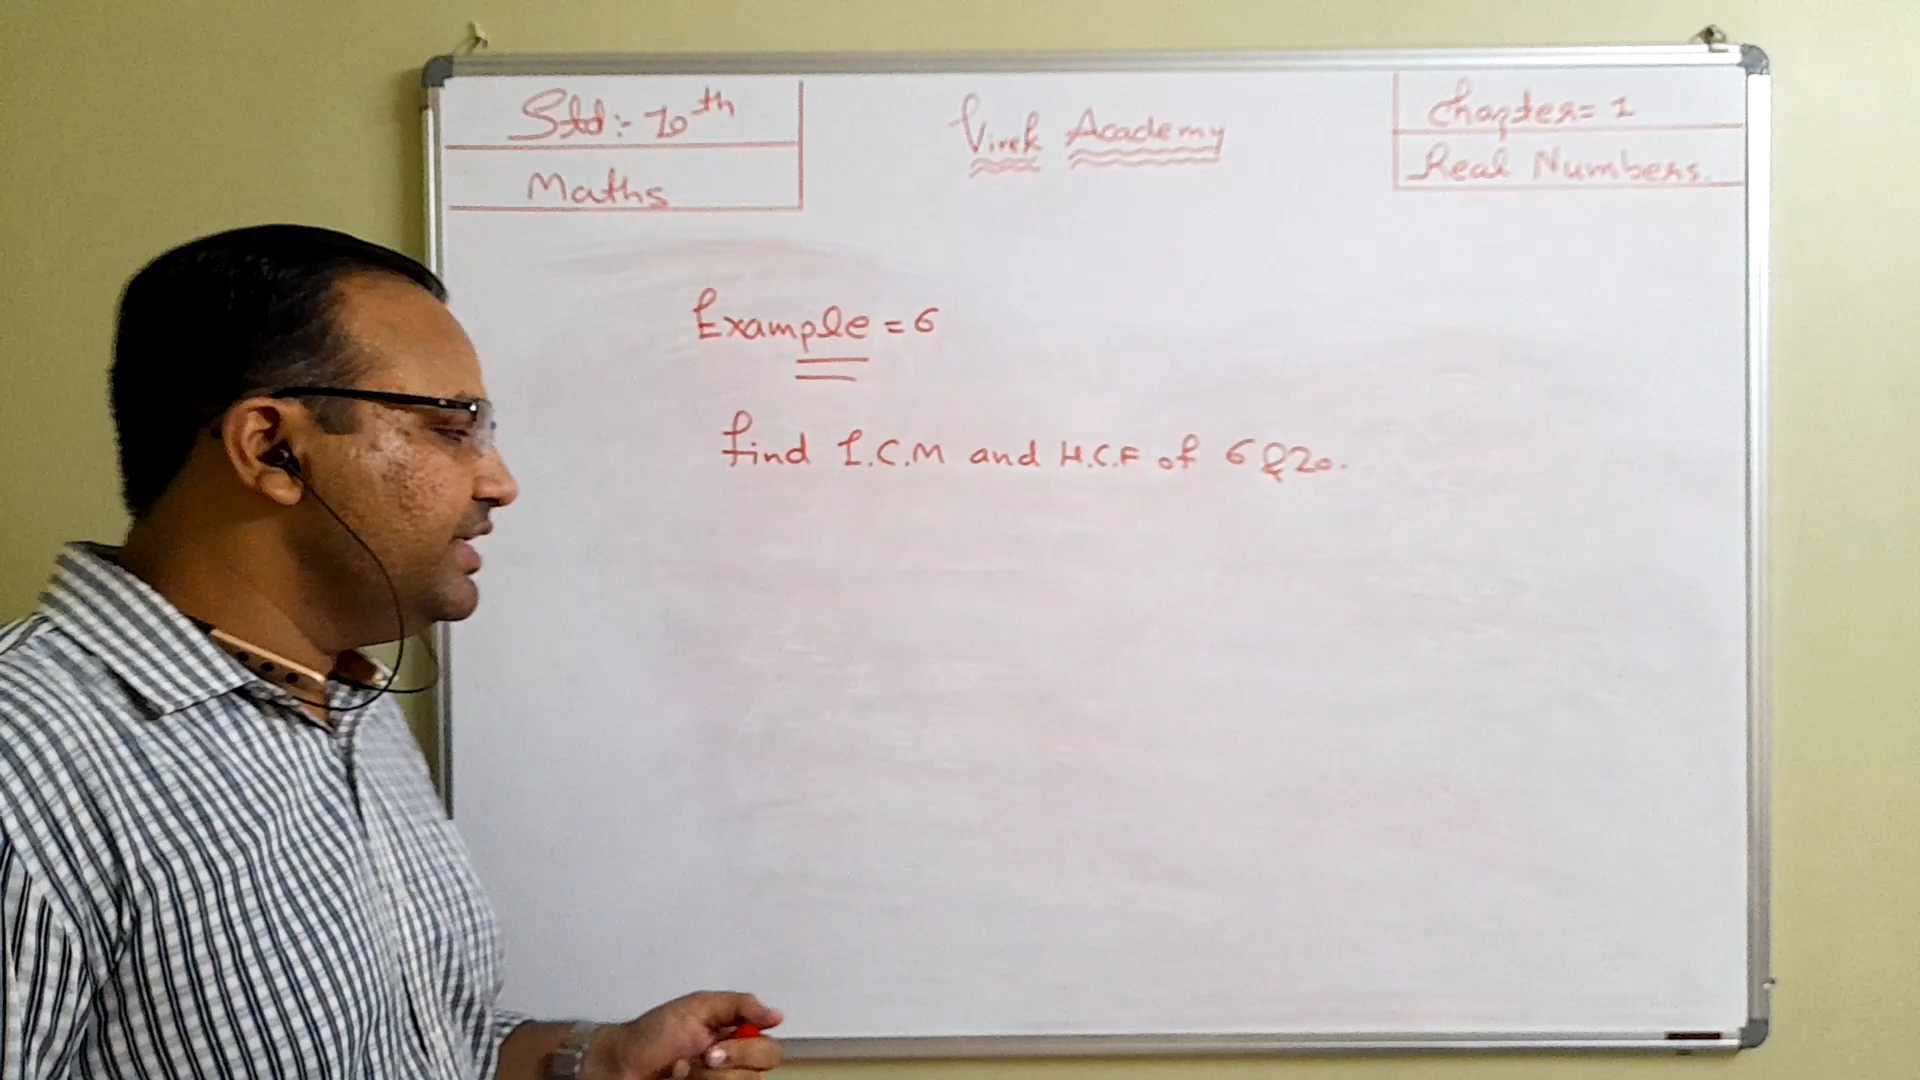 Std:- 10th
Maths
Vivek Academy
Chapter= 1
Real Numbers.
Example = 6
find L.C.M and H.C.F of 6 & 20.